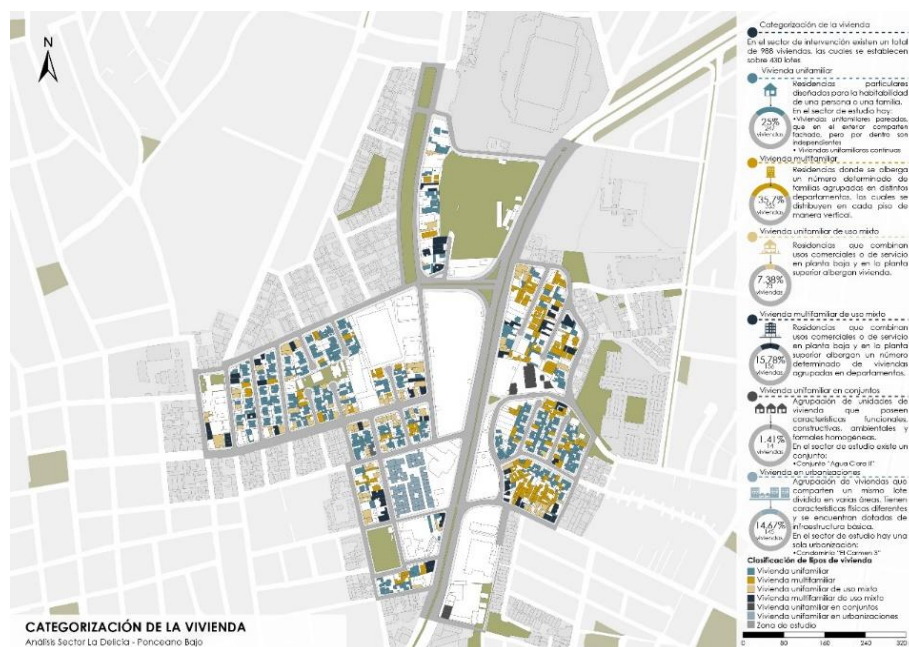 N
Categorización de la vivienda
En el sector de intervención existen un total
de 988 viviendas, las cuales se establecen
sobre 430 lotes
Vivienda unifamiliar
Residencias particulares
diseñadas para la habitabilidad
de una persona o una familia.
En el sector de estudio hay:
•Viviendas unifamiliares pareadas,
que en el exterior comparten
fachada, pero por dentro son
independientes
• Viviendas unifamiliares continuas
25%
247
viviendas
Vivienda multifamiliar
Residencias donde se alberga
un número determinado de
familias agrupadas en distintos
departamentos, los cuales se
distribuyen en cada piso de
manera vertical.
35,7%
viviendas
Vivienda unifamiliar de uso mixto
Residencias que combinan
usos comerciales o de servicio
en planta baja y en la planta
superior albergan vivienda.
7,38%
73
viviendas
Vivienda multifamiliar de uso mixto
Residencias que combinan
usos comerciales o de servicio
en planta baja y en la planta
superior albergan un número
determinado de viviendas
agrupadas en departamentos.
15,78%
156
viviendas
Vivienda unifamiliar en conjuntos
Agrupación de unidades de
vivienda que poseen
características funcionales,
constructivas, ambientales y
formales homogéneas.
En el sector de estudio existe un
conjunto:
•Conjunto "Agua Clara II"
1,41%
14
viviendas
Vivienda en urbanizaciones
Agrupación de viviendas que
comparten un mismo lote
dividido en varias áreas. Tienen
características físicas diferentes
y se encuentran dotadas de
infraestructura básica.
En el sector de estudio hay una
sola urbanización:
•Condominio "El Carmen 3"
14,67%
145
viviendas
Clasificación de tipos de vivienda
Vivienda unifamiliar
Vivienda multifamiliar
Vivienda unifamiliar de uso mixto
Vivienda multifamiliar de uso mixto
Vivienda unifamiliar en conjuntos
Vivienda unifamiliar en urbanizaciones
Zona de estudio
0 80 160 240 320
CATEGORIZACIÓN DE LA VIVIENDA
Análisis Sector La Delicia - Ponceano Bajo